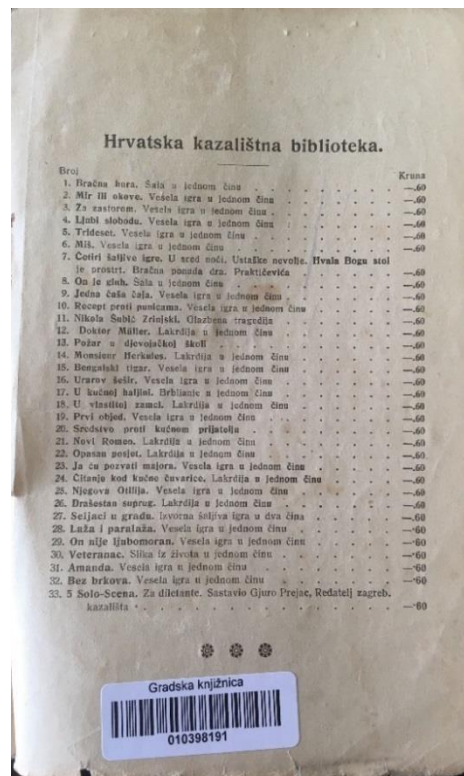 Hrvatska kazalištna biblioteka.
Broj Kruna
1. Bračna bura. Šala u jednom činu —.60
2. Mir ili okove. Vesela igra u jednom činu —.60
3. Za zastorom. Vesela igra u jednom činu —.60
4. Ljubi slobodu. Vesela igra u jednom činu —.60
5. Trideset. Vesela igra u jednom činu —.60
6. Miš. Vesela igra u jednom činu —.60
7. Četiri šaljive igre. U sred noći. Ustaške nevolje. Hvala Bogu stol
je prostrt. Bračna ponuda dra. Praktičevića —.60
8. On je gluh. Šala u jednom činu —.60
9. Jedna čaša čaja. Vesela igra u jednom činu —.60
10. Recept proti punicama. Vesela igra u jednom činu —.60
11. Nikola Šubić Zrinjski. Glazbena tragedija —.60
12. Doktor Müller. Lakrdija u jednom činu —.60
13. Požar u djevojačkoj školi —.60
14. Monsieur Herkules. Lakrdija u jednom činu —.60
15. Bengalski tigar. Vesela igra u jednom činu —.60
16. Urarov šešir. Vesela igra u jednom činu —.60
17. U kućnoj haljini. Brbljanje u jednom činu —.60
18. U vlastitoj zamci. Lakrdija u jednom činu —.60
19. Prvi objed. Vesela igra u jednom činu —.60
20. Sredstvo proti kućnom prijatelju —.60
21. Novi Romeo. Lakrdija u jednom činu —.60
22. Opasan posjet. Lakrdija u jednom činu —.60
23. Ja ću pozvati majora. Vesela igra u jednom činu —.60
24. Čitanje kod kućne čuvarice. Lakrdija u jednom činu —.60
25. Njegova Otilija. Vesela igra u jednom činu —.60
26. Drašestan suprug. Lakrdija u jednom činu —.60
27. Seljaci u gradu. Izvorna šaljiva igra u dva čina —.60
28. Laža i paralaža. Vesela igra u jednom činu —·60
29. On nije ljubomoran. Vesela igra u jednom činu —·60
30. Veteranac. Slika iz života u jednom činu —·60
31. Amanda. Vesela igra u jednom činu —·60
32. Bez brkova. Vesela igra u jednom činu —·60
33. 5 Solo-Scena. Za diletante. Sastavio Gjuro Prejac, Redatelj zagreb.
kazališta —·60
Gradska knjižnica
010398191